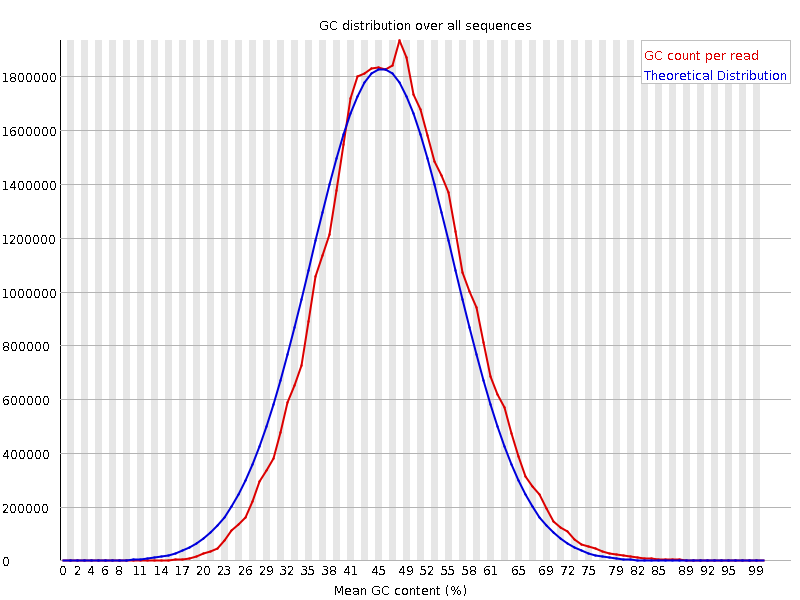 GC distribution over all sequences
GC count per read
Theoretical Distribution
1800000
1600000
1400000
1200000
1000000
800000
600000
400000
200000
0
0 2 4 6 8 11 14 17 20 23 26 29 32 35 38 41 45 49 52 55 58 61 65 69 72 75 79 82 85 89 92 95 99
Mean GC content (%)